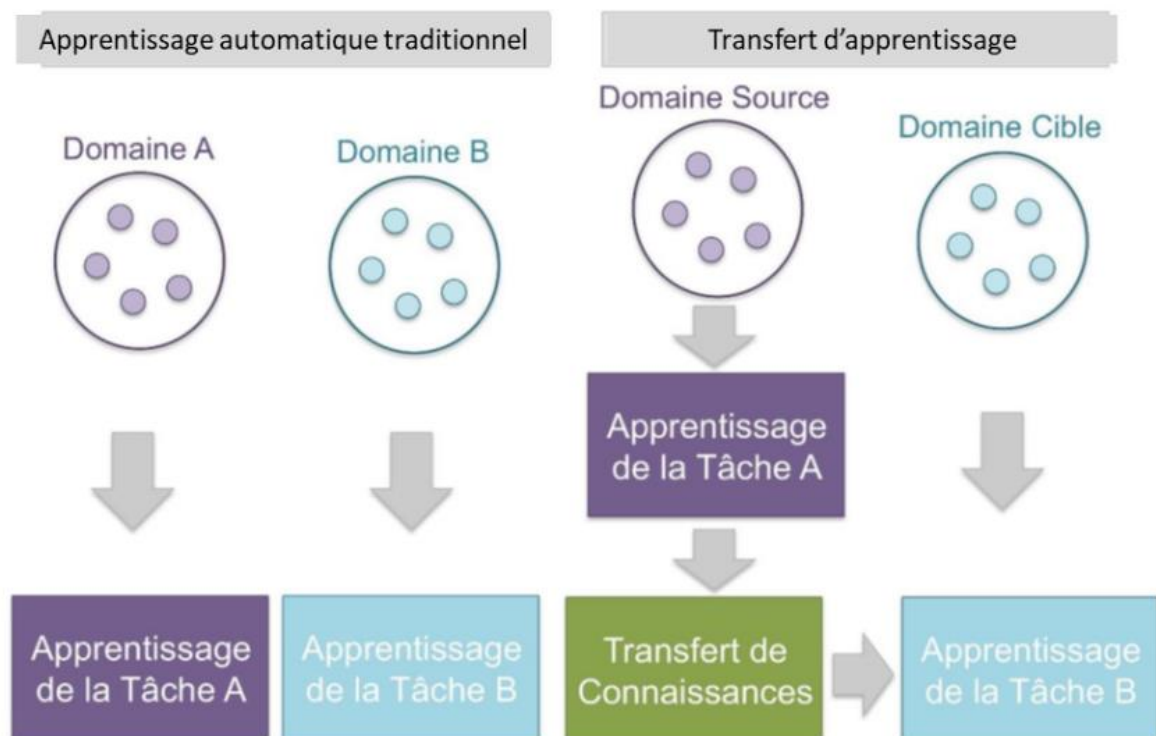 Apprentissage automatique traditionnel
Transfert d'apprentissage
Domaine A
Domaine B
Domaine Source
Domaine Cible
Apprentissage
de la Tâche A
Apprentissage
de la Tâche A
Apprentissage
de la Tâche B
Transfert de
Connaissances
Apprentissage
de la Tâche B